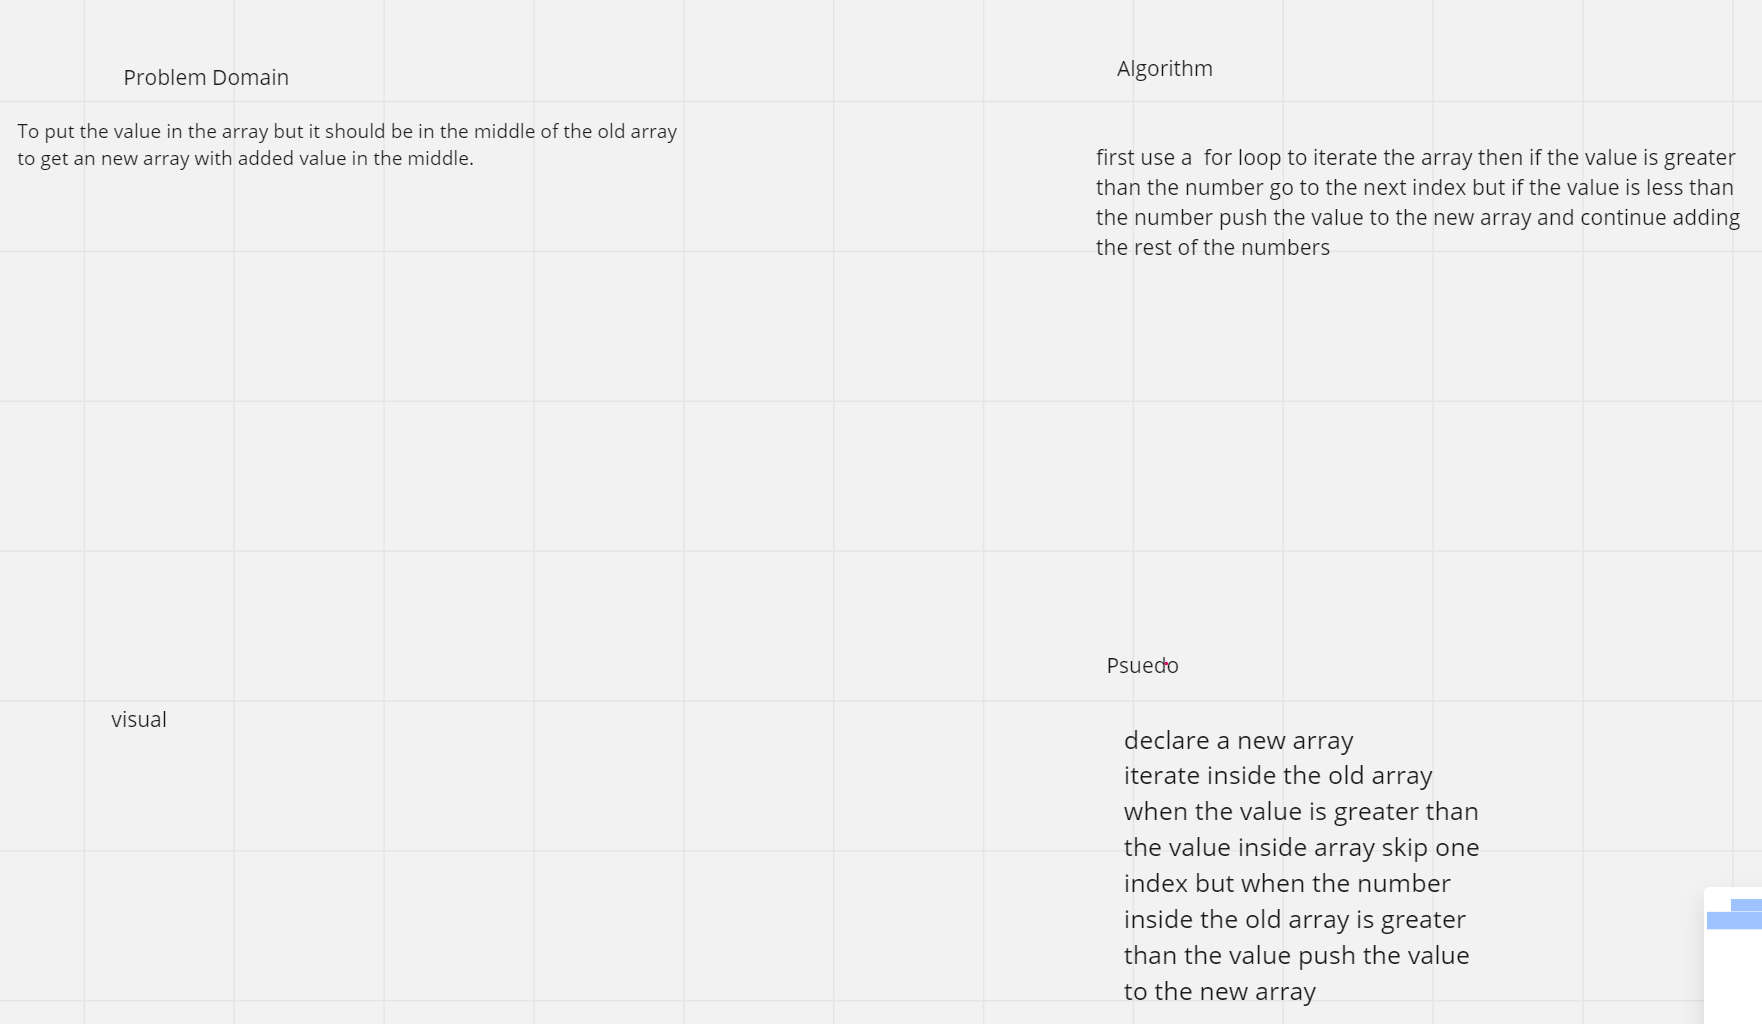 Problem Domain
To put the value in the array but it should be in the middle of the old array
to get an new array with added value in the middle.
visual
Algorithm
first use a  for loop to iterate the array then if the value is greater
than the number go to the next index but if the value is less than
the number push the value to the new array and continue adding
the rest of the numbers
Psuedo
declare a new array
iterate inside the old array
when the value is greater than
the value inside array skip one
index but when the number
inside the old array is greater
than the value push the value
to the new array